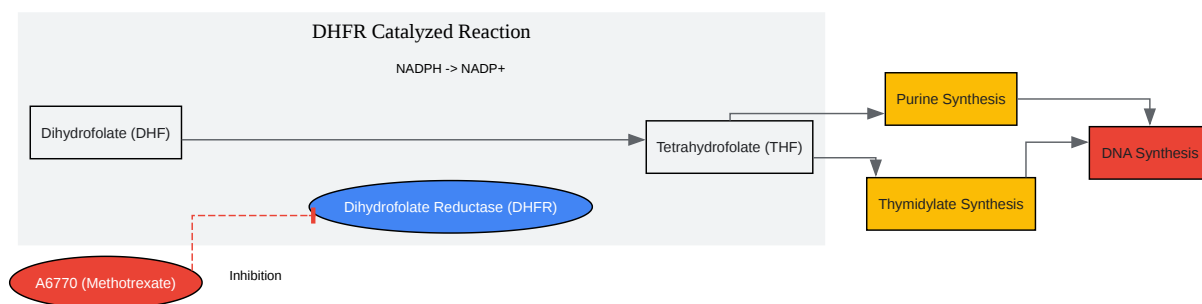 DHFR Catalyzed Reaction
NADPH -> NADP+
Dihydrofolate (DHF)
Tetrahydrofolate (THF)
Purine Synthesis
DNA Synthesis
Thymidylate Synthesis
Dihydrofolate Reductase (DHFR)
A6770 (Methotrexate)
Inhibition